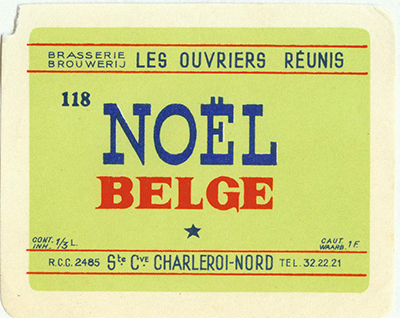 BRASSERIE
BROUWERIJ LES OUVRIERS RÉUNIS
118
NOËL
BELGE
CONT. 1/3 L.
INH.
CAUT. 1 F.
WAARB.
R.C.C. 2485 Ste Cve CHARLEROI-NORD TEL. 32.22.21